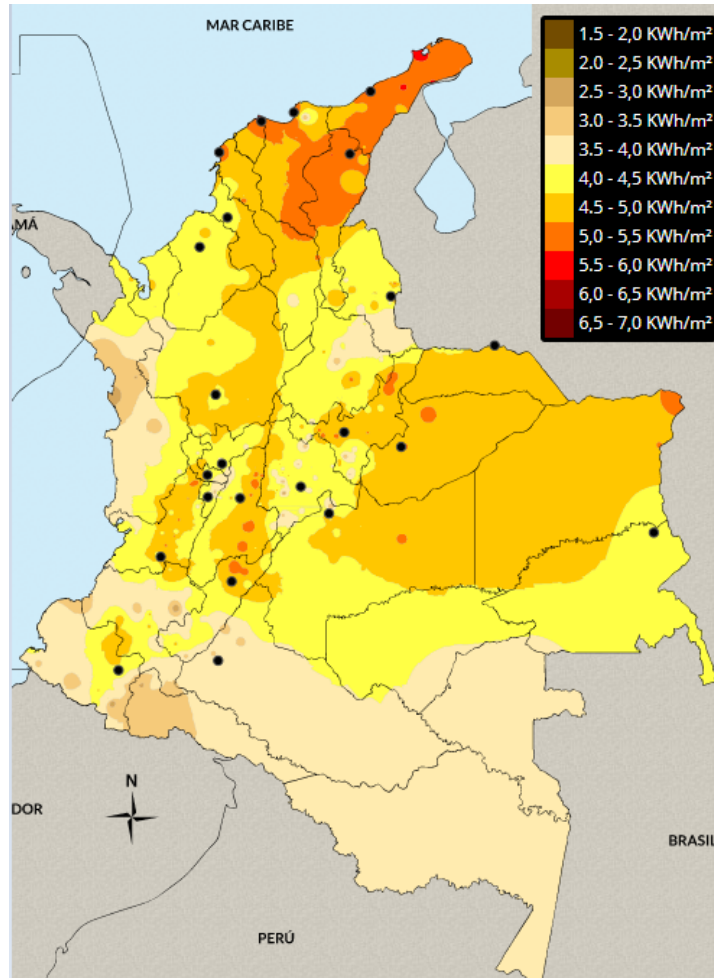 MAR CARIBE
1.5 - 2,0 KWh/m²
2.0 - 2,5 KWh/m²
2.5 - 3,0 KWh/m²
3.0 - 3.5 KWh/m²
3.5 - 4,0 KWh/m²
4,0 - 4,5 KWh/m²
4.5 - 5,0 KWh/m²
5,0 - 5,5 KWh/m²
5.5 - 6,0 KWh/m²
6,0 - 6,5 KWh/m²
6,5 - 7,0 KWh/m²
AMÁ
N
DOR
BRASIL
PERÚ